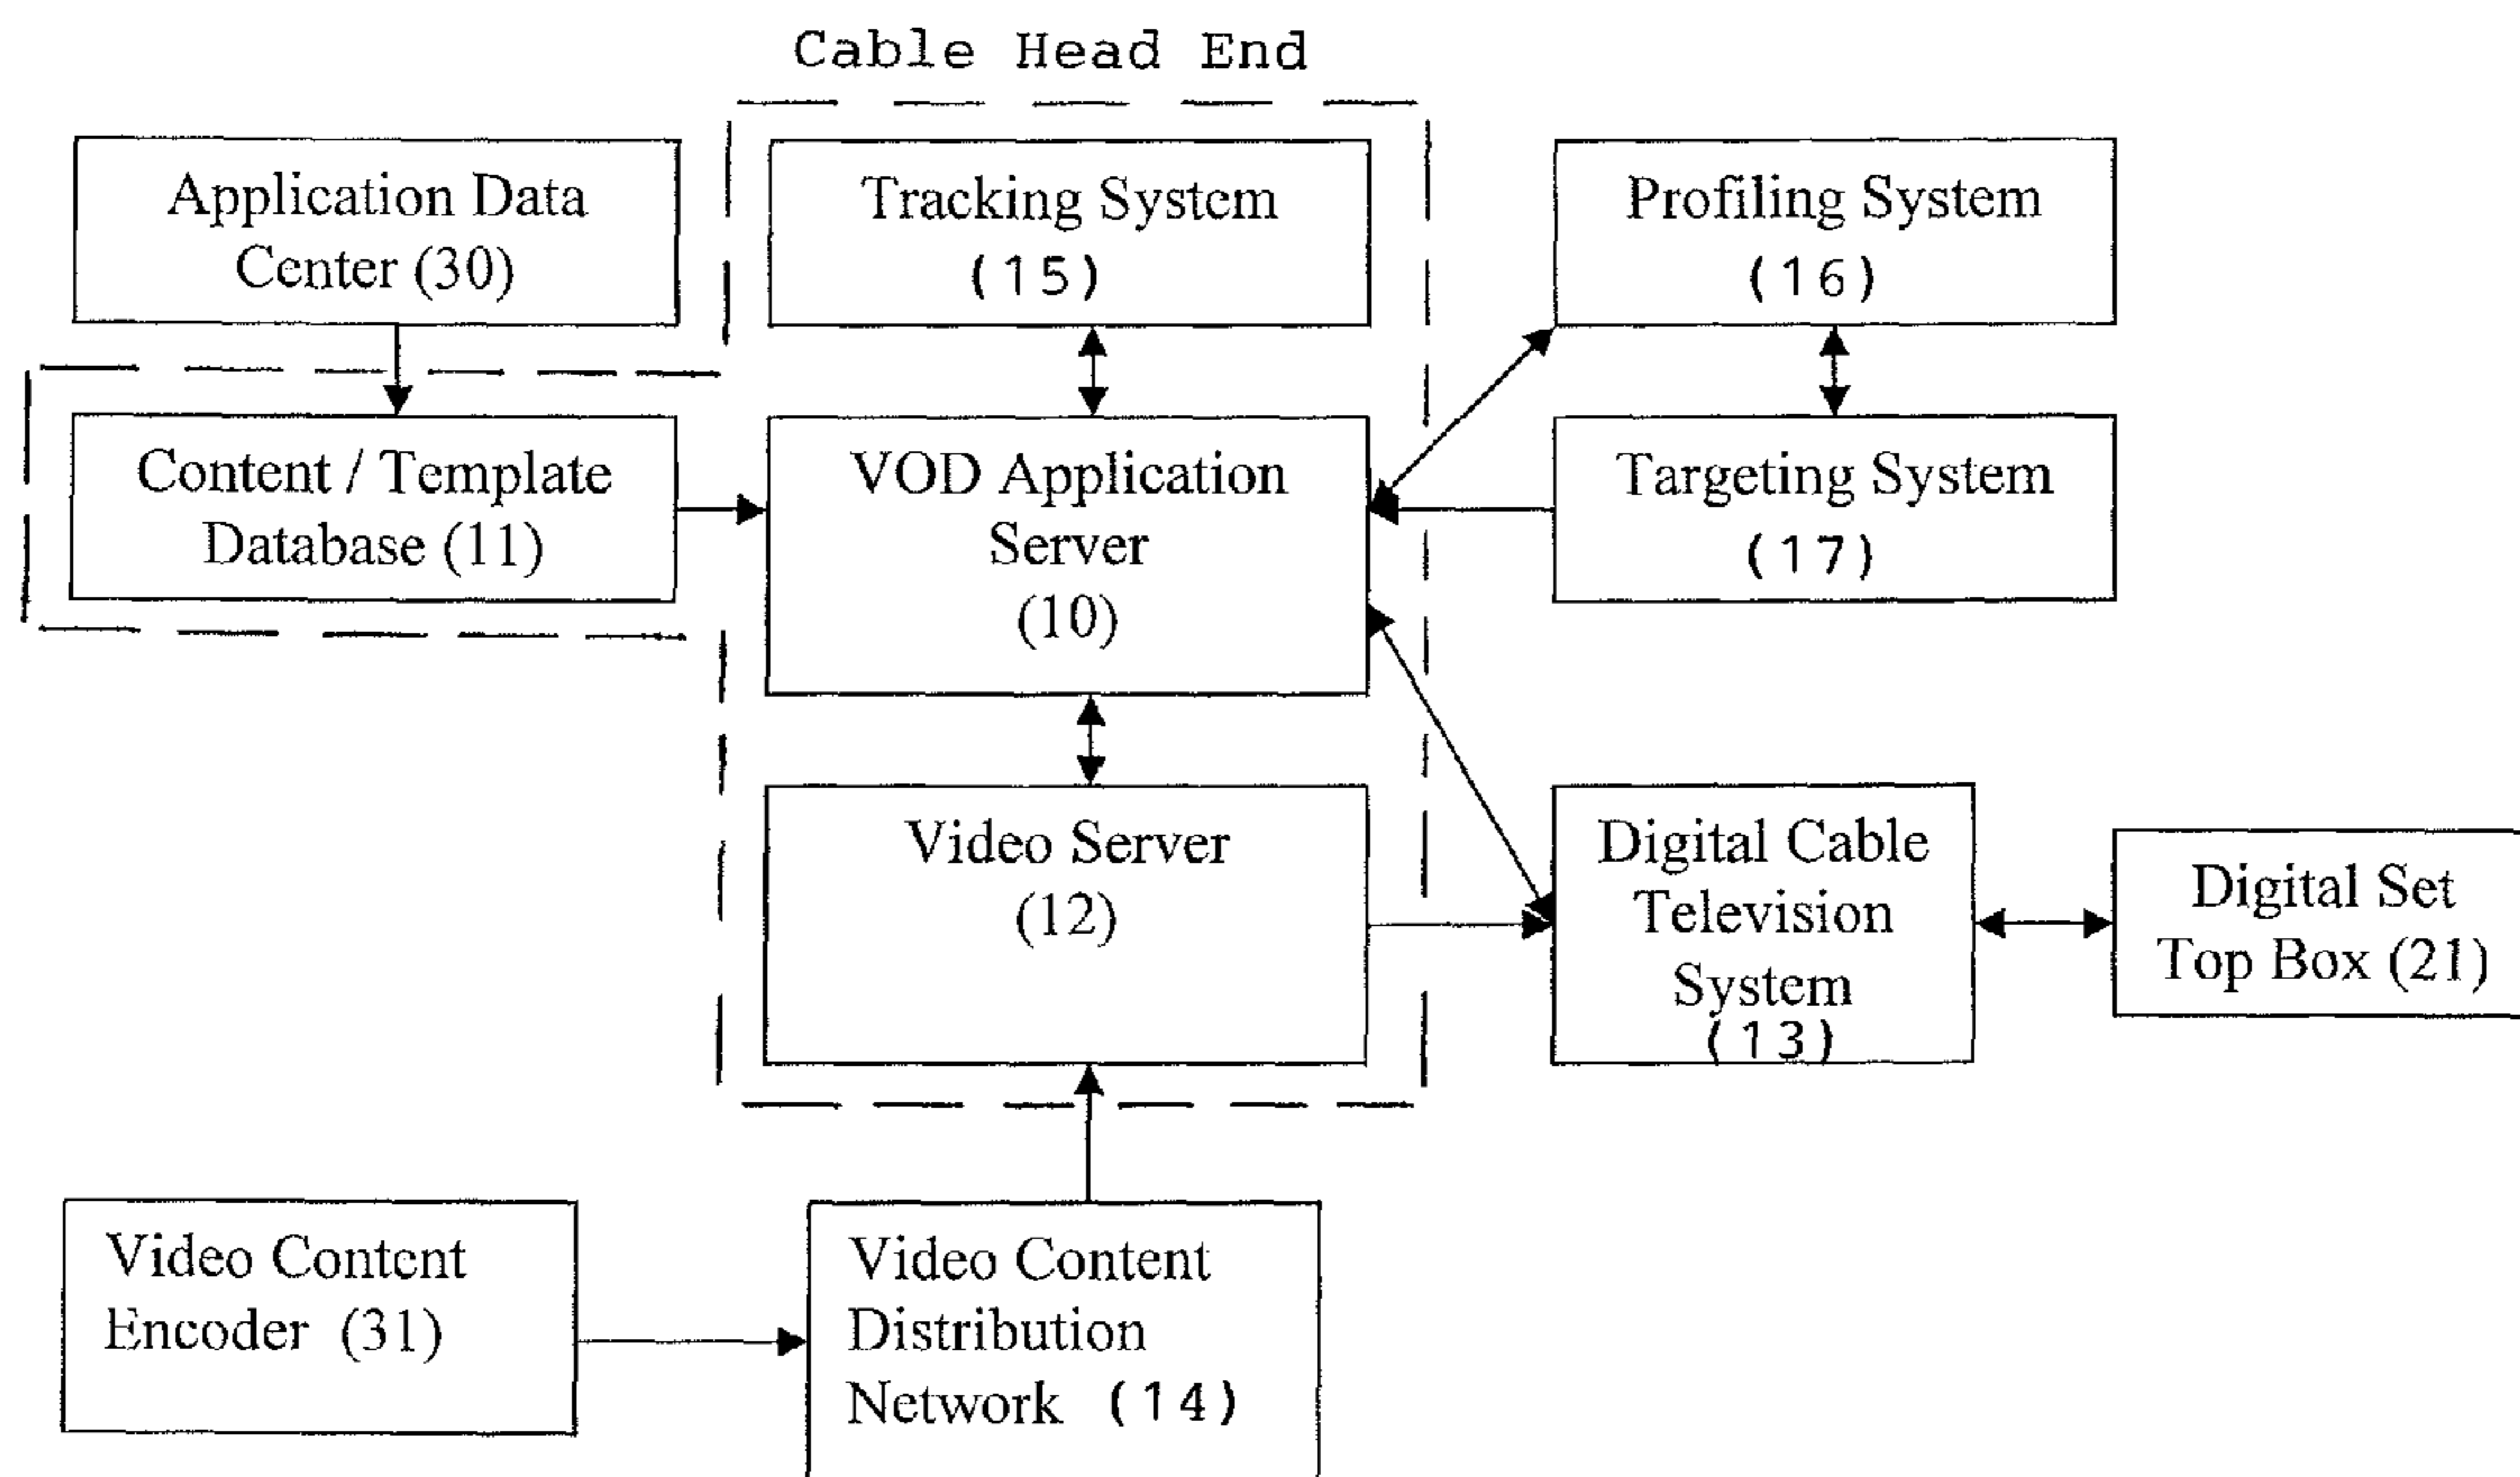 Cable Head End
Application Data
Center (30)
Tracking System
(15)
Profiling System
(16)
Content / Template
Database (11)
VOD Application
Server
(10)
Targeting System
(17)
Video Server
(12)
Digital Cable
Television
System
(13)
Digital Set
Top Box (21)
Video Content
Encoder (31)
Video Content
Distribution
Network (14)